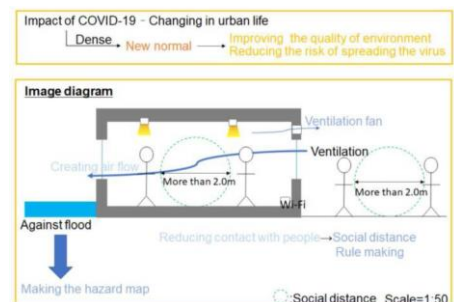 Impact of COVID-19 - Changing in urban life
Dense New normal Improving the quality of environment
Reducing the risk of spreading the virus
Image diagram
Ventilation fan
Ventilation
Creating air flow
More than 2.0m
More than 2.0m
Wi-Fi
Against flood
Reducing contact with people Social distance
Rule making
Making the hazard map
:Social distance Scale=1:50